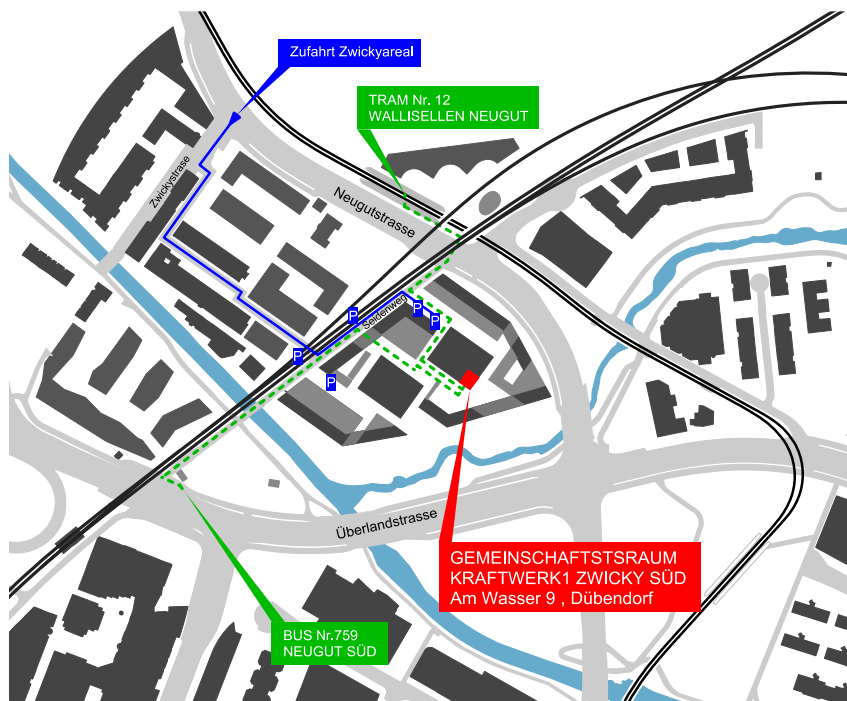 Zufahrt Zwickyareal
TRAM Nr. 12
WALLISELLEN NEUGUT
Zwickystrase
Neugutstrasse
Seidenweg
P
P
P
P
P
Überlandstrasse
GEMEINSCHAFTSTSRAUM
KRAFTWERK1 ZWICKY SÜD
Am Wasser 9 , Dübendorf
BUS Nr.759
NEUGUT SÜD